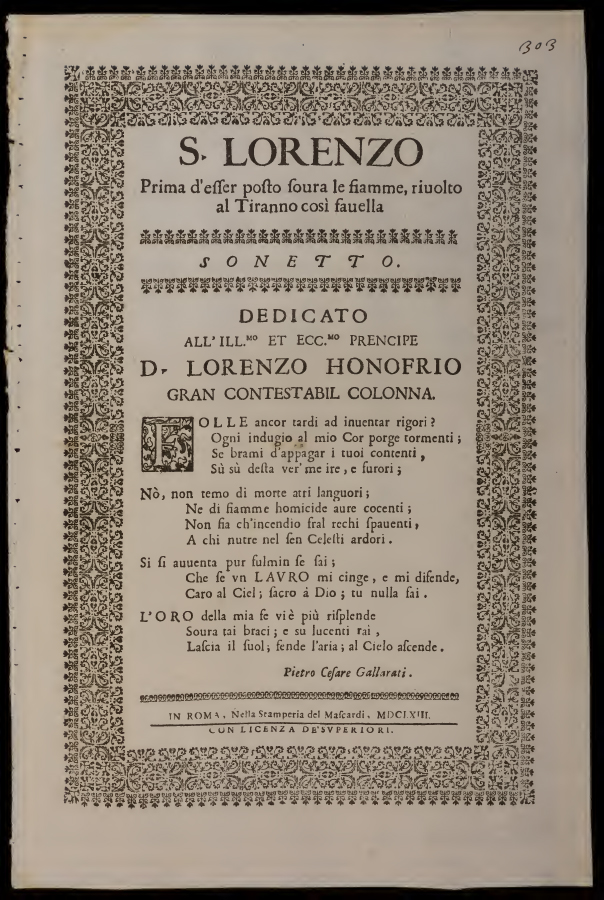 303
S. LORENZO
Prima d'eſſer poſto ſoura le fiamme, riuolto
al Tiranno così fauella
SONETTO.
DEDICATO
ALL' ILL.MO ET ECC.MO PRENCIPE
D. LORENZO HONOFRIO
GRAN CONTESTABIL COLONNA.
FOLLE ancor tardi ad inuentar rigori?
Ogni indugio al mio Cor porge tormenti;
Se brami d'appagar i tuoi contenti,
Sù sù deſta ver' me ire, e furori;
Nò, non temo di morte atri languori;
Ne di fiamme homicide aure cocenti;
Non fia ch'incendio fral rechi ſpauenti,
A chi nutre nel ſen Celeſti ardori.
Si ſi auuenta pur fulmin ſe ſai;
Che ſe vn LAVRO mi cinge, e mi difende,
Caro al Ciel; ſacro à Dio; tu nulla fai.
L'ORO della mia fe viè più riſplende
Soura tai braci; e su lucenti rai,
Laſcia il ſuol; fende l'aria; al Cielo aſcende.
Pietro Ceſare Gallarati.
IN ROMA, Nella Stamperia del Maſcardi. MDCLXIII.
CON LICENZA DE'SVPERIORI.